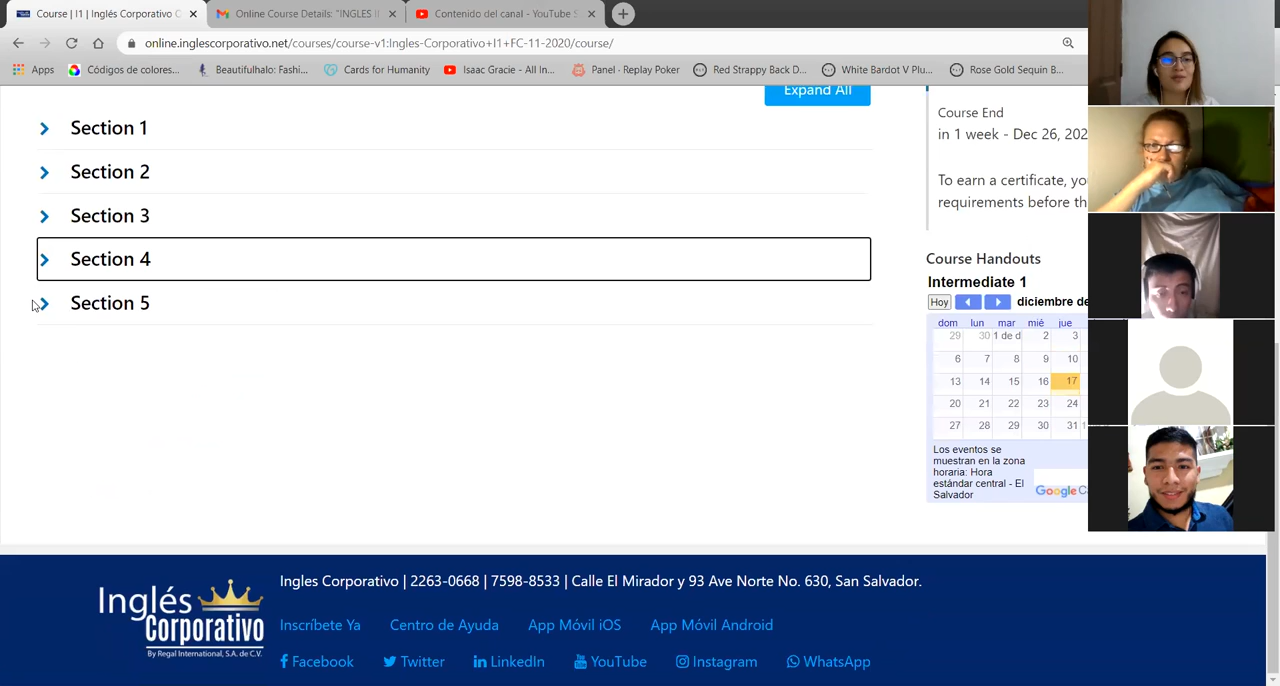 Course | I1 | Inglés Corporativo C
Online Course Details: "INGLES I
Contenido del canal - YouTube S
online.inglescorporativo.net/courses/course-v1:Ingles-Corporativo+I1+FC-11-2020/course/
Apps
Códigos de colores...
Beautifulhalo: Fashi...
Cards for Humanity
Isaac Gracie - All In...
Panel · Replay Poker
Red Strappy Back D...
White Bardot V Plu...
Rose Gold Sequin B...
Expand All
Section 1
Section 2
Section 3
Section 4
Section 5
Course End
in 1 week - Dec 26, 202
To earn a certificate, yo
requirements before th
Course Handouts
Intermediate 1
Hoy
diciembre de
dom lun mar mié jue
29 30 1 de d 2 3
6 7 8 9 10
13 14 15 16 17
20 21 22 23 24
27 28 29 30 31 1
Los eventos se
muestran en la zona
horaria: Hora
estándar central - El
Salvador
Google C
Inglés
Corporativo
By Regal International, S.A. de C.V.
Ingles Corporativo | 2263-0668 | 7598-8533 | Calle El Mirador y 93 Ave Norte No. 630, San Salvador.
Inscríbete Ya
Centro de Ayuda
App Móvil iOS
App Móvil Android
Facebook
Twitter
LinkedIn
YouTube
Instagram
WhatsApp